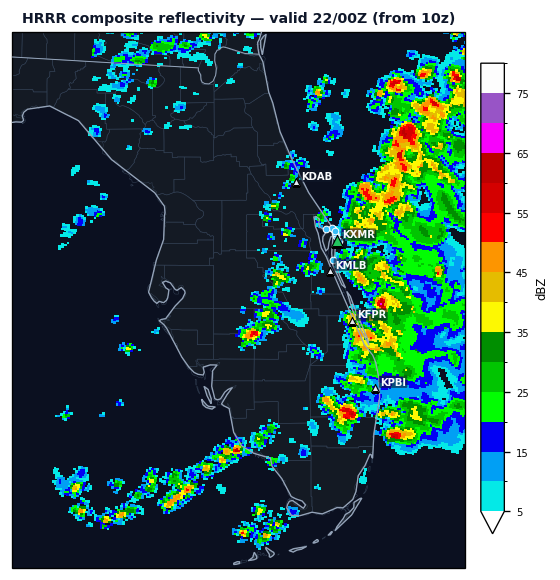 HRRR composite reflectivity — valid 22/00Z (from 10z)
KDAB
KXMR
KMLB
KFPR
KPBI
75
65
55
45
35
25
15
5
dBZ